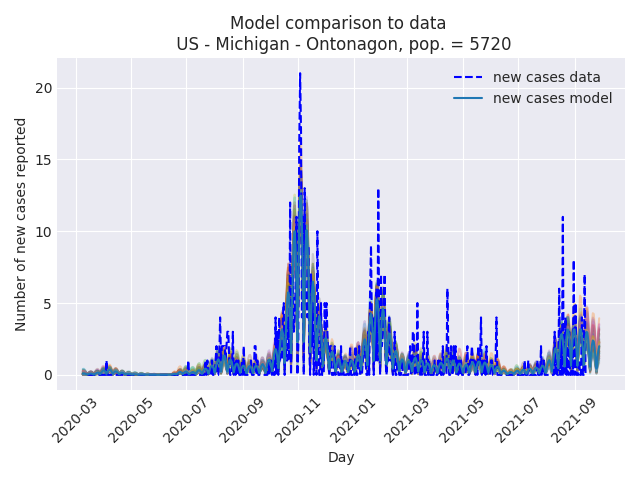 Model comparison to data
US - Michigan - Ontonagon, pop. = 5720
new cases data
new cases model
Number of new cases reported
20
15
10
5
0
2020-03
2020-05
2020-07
2020-09
2020-11
2021-01
2021-03
2021-05
2021-07
2021-09
Day